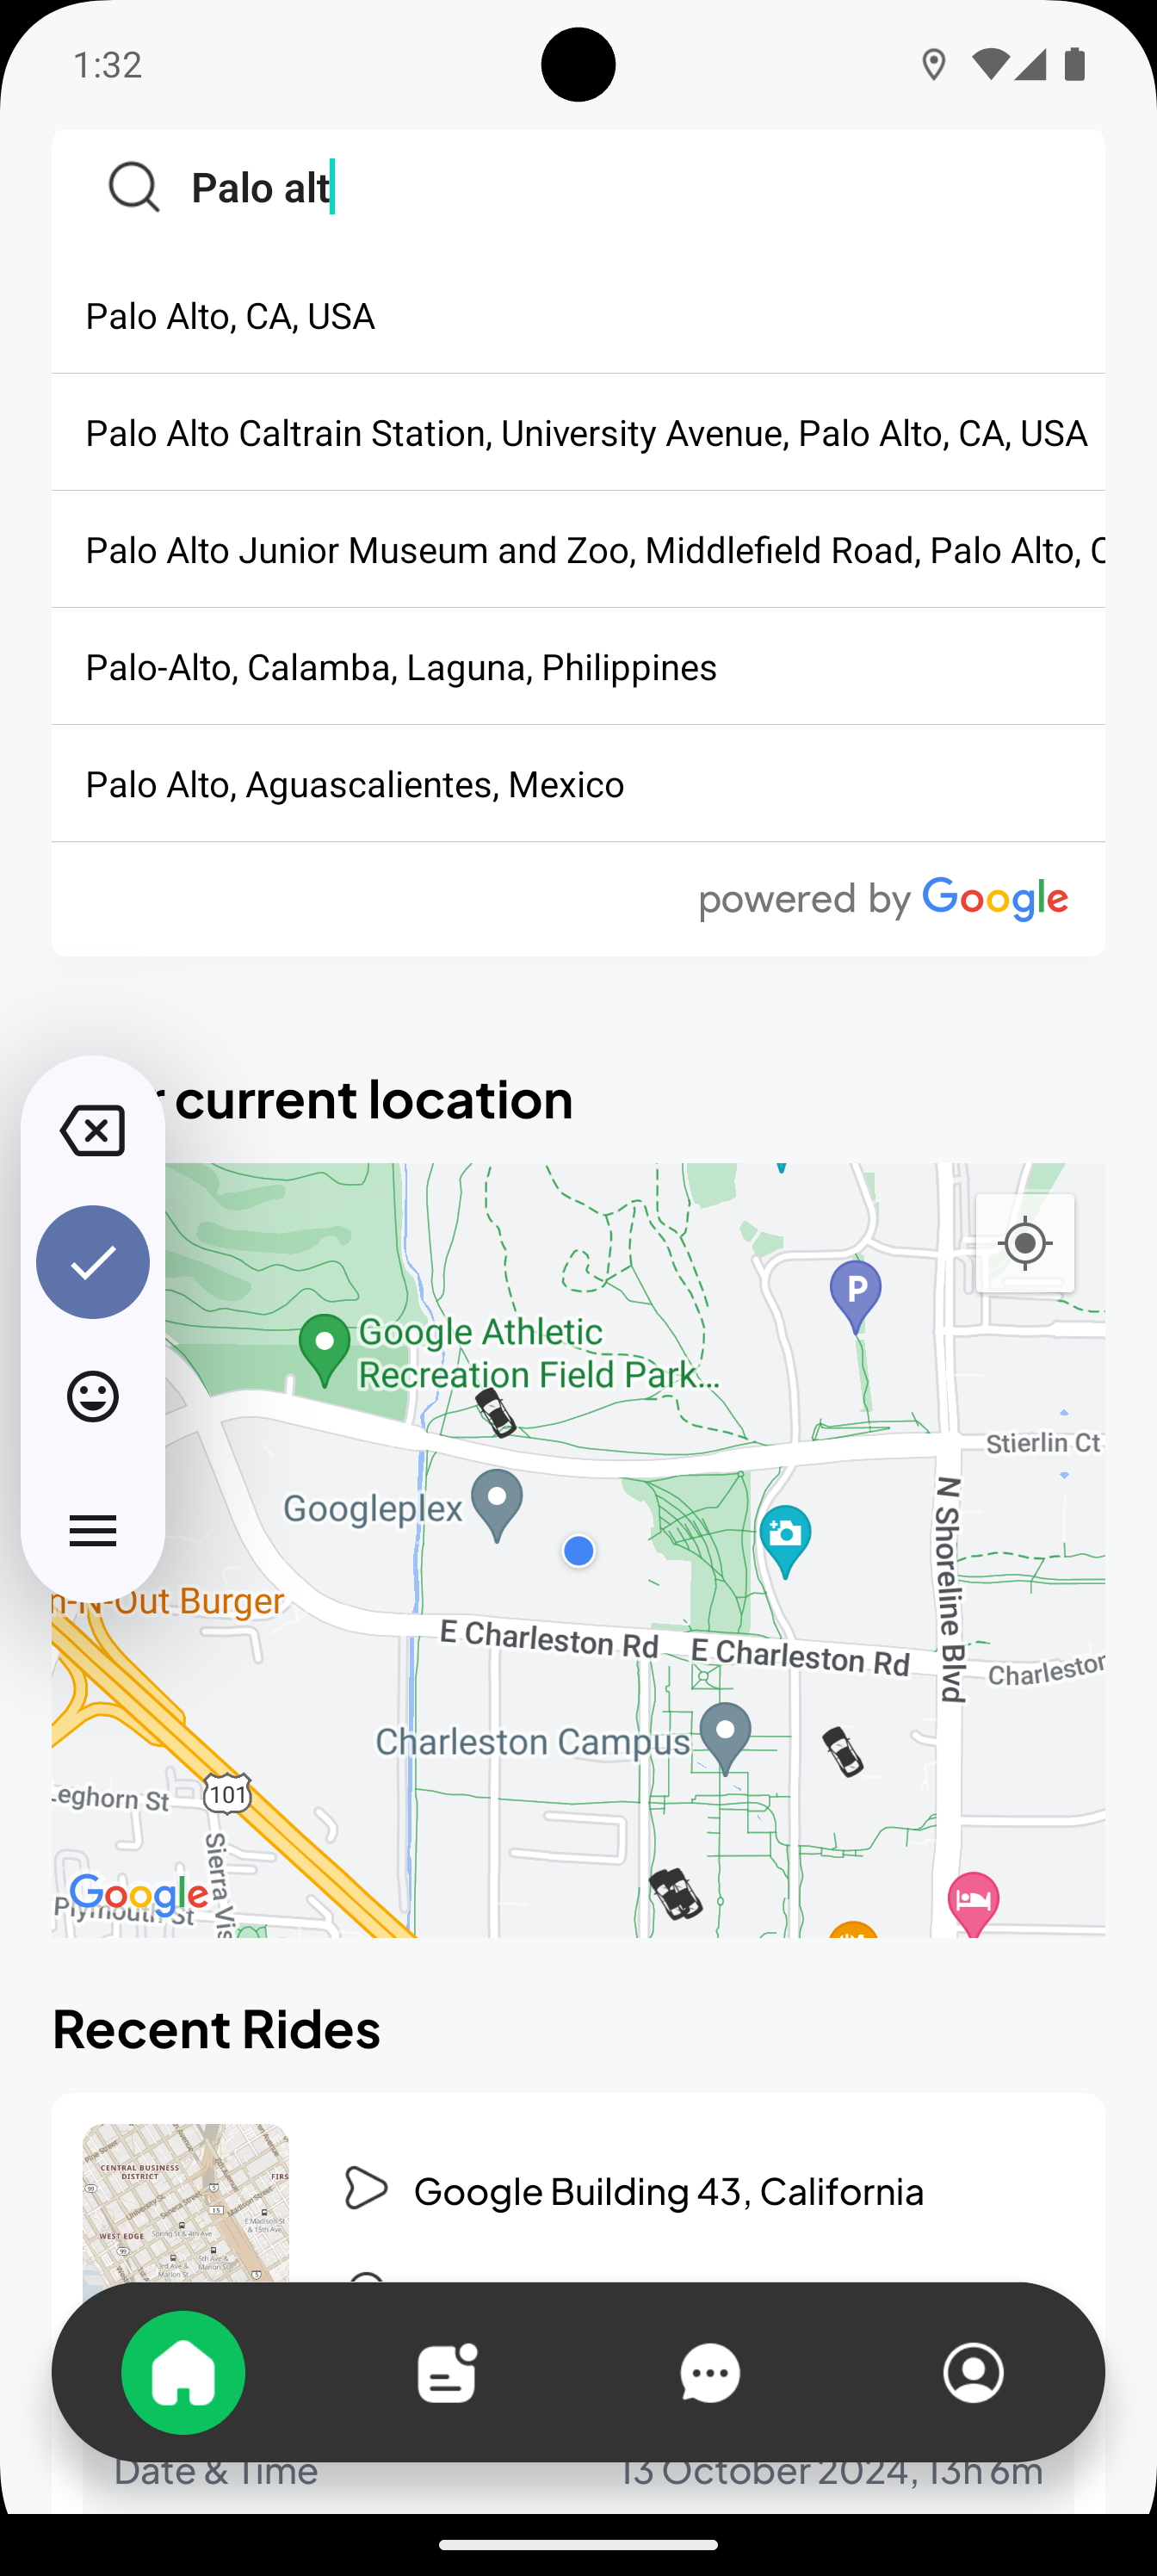 1:32
Palo alt
Palo Alto, CA, USA
Palo Alto Caltrain Station, University Avenue, Palo Alto, CA, USA
Palo Alto Junior Museum and Zoo, Middlefield Road, Palo Alto, C
Palo-Alto, Calamba, Laguna, Philippines
Palo Alto, Aguascalientes, Mexico
powered by Google
r current location
P
Google Athletic
Recreation Field Park...
Stierlin Ct
Googleplex
N Shoreline Blvd
n-N-Out Burger
E Charleston Rd
E Charleston Rd
Charleston
Charleston Campus
Leghorn St
101
Sierra Vis
Google
Plymouth St
Recent Rides
CENTRAL BUSINESS
DISTRICT
FIRS
Google Building 43, California
WEST EDGE
Date & Time
13 October 2024, 13h 6m